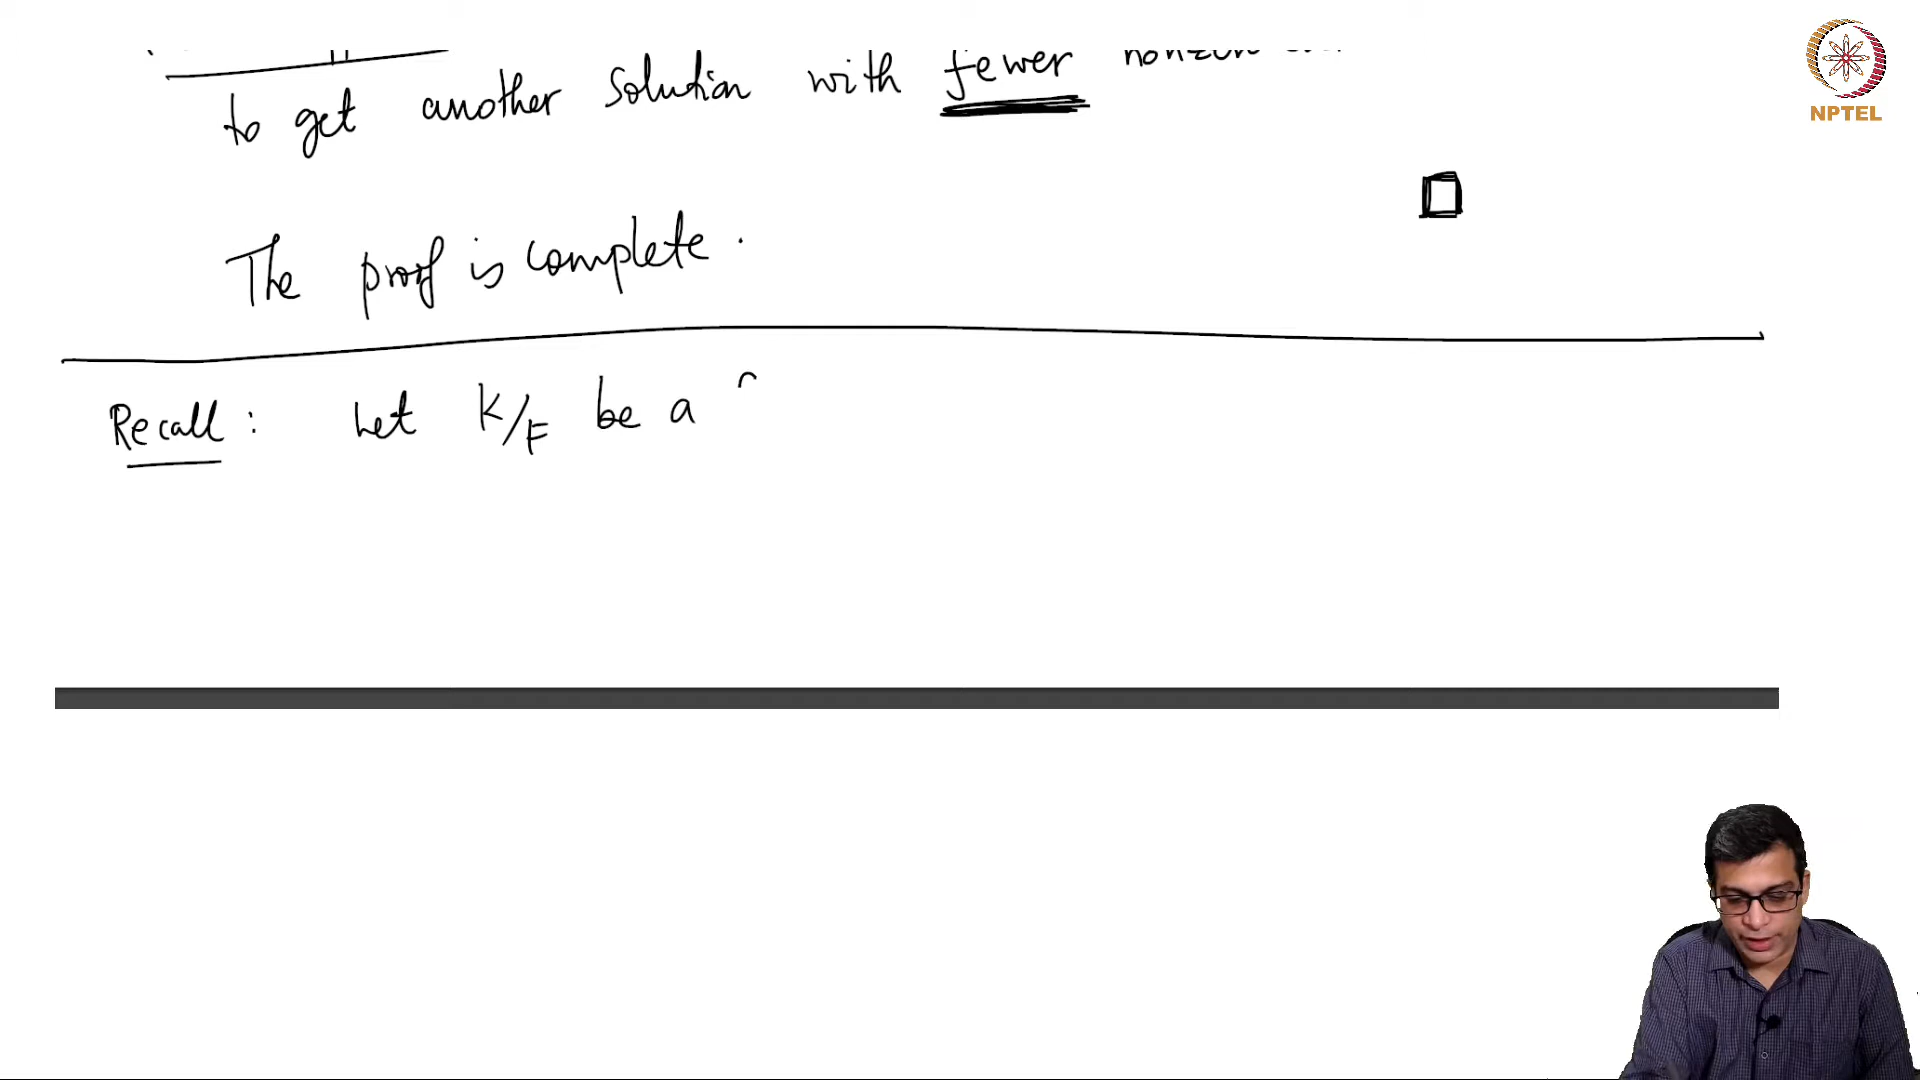 to get another solution with fewer
The proof is complete.
Recall: Let K/F be a
NPTEL